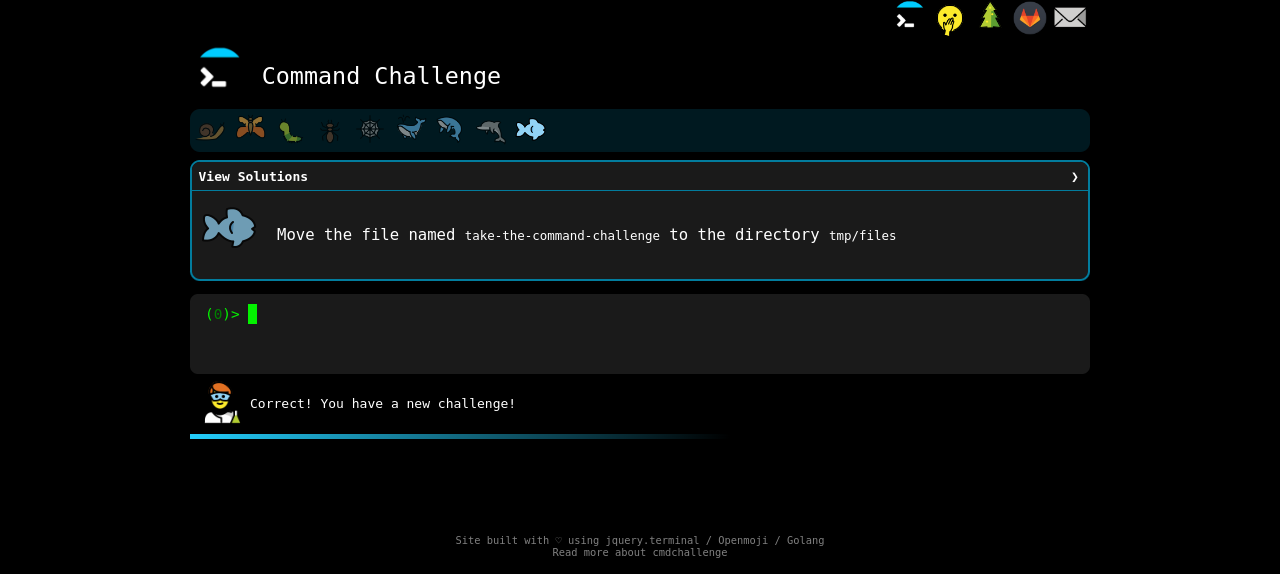 Command Challenge
View Solutions ❯
Move the file named take-the-command-challenge to the directory tmp/files
(0)>
Correct! You have a new challenge!
Site built with ♡ using jquery.terminal / Openmoji / Golang
Read more about cmdchallenge